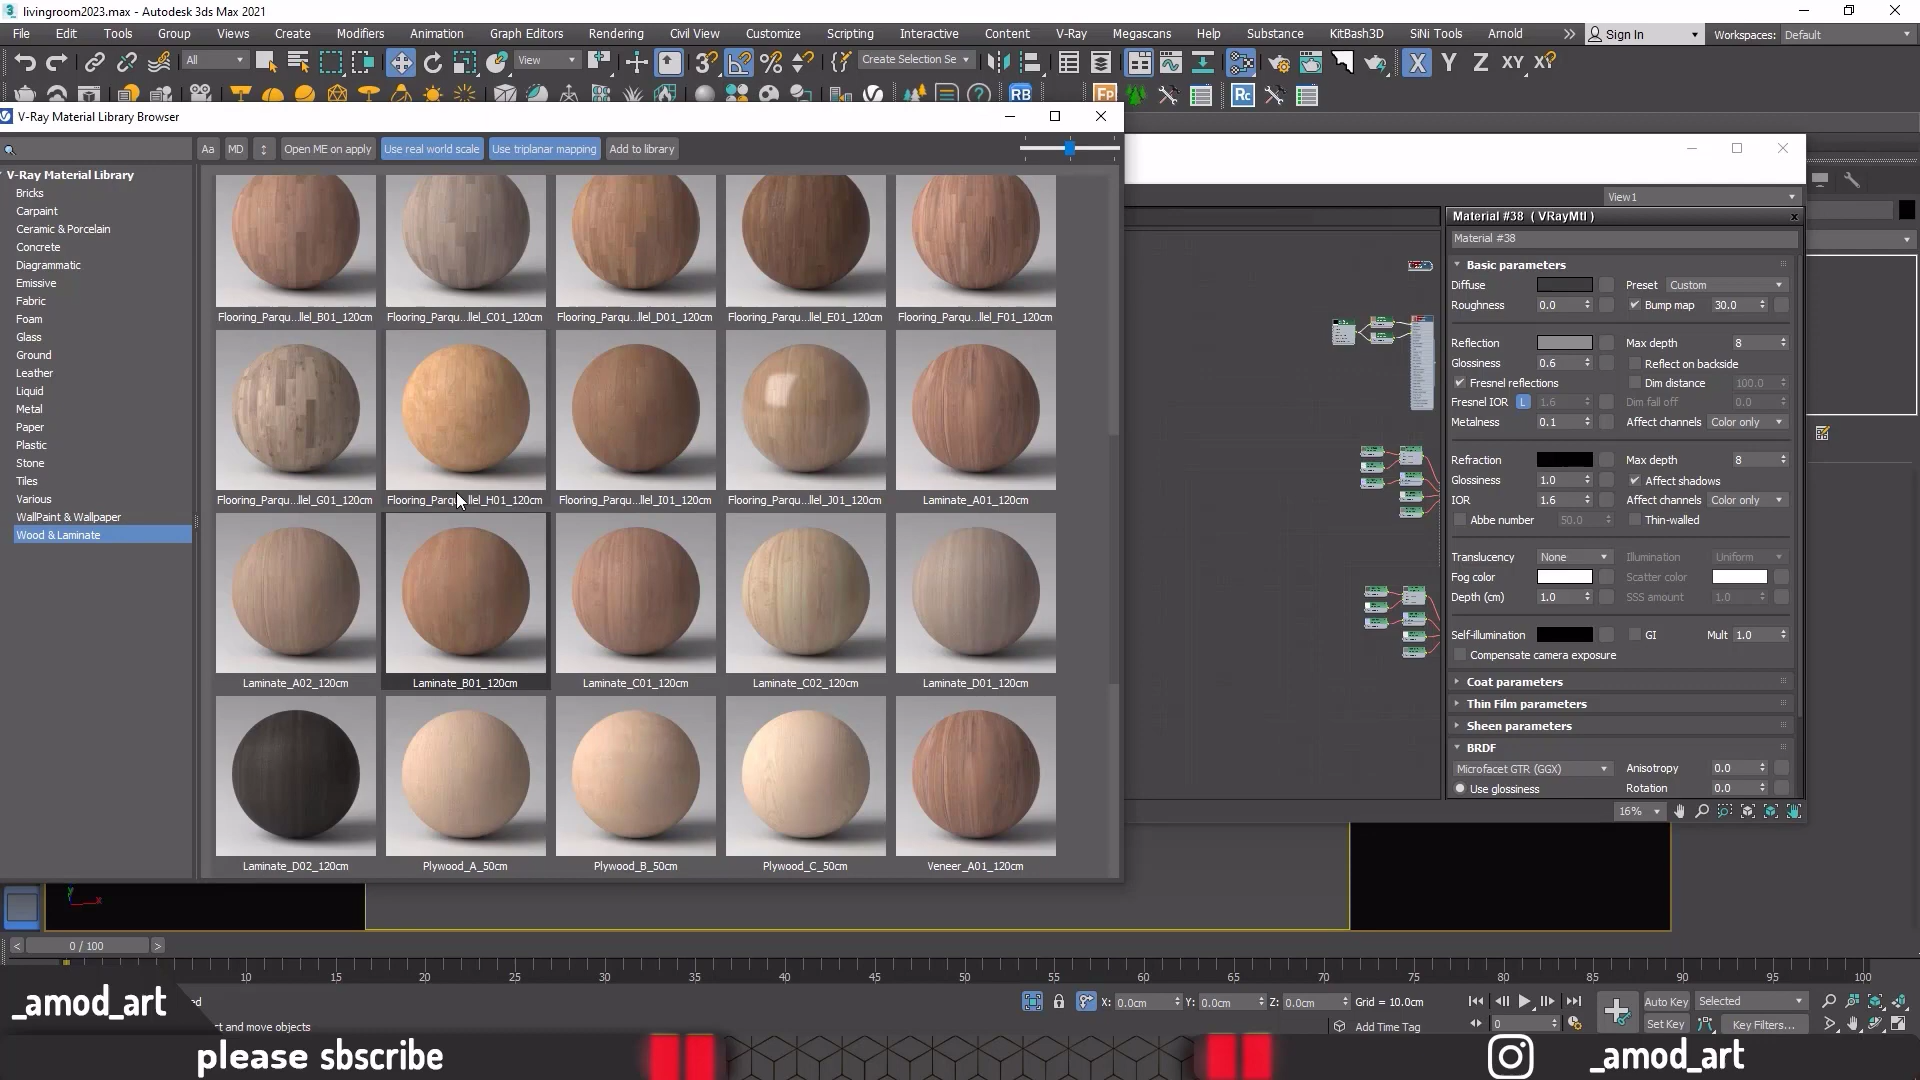 livingroom2023.max - Autodesk 3ds Max 2021
File Edit Tools Group Views Create Modifiers Animation Graph Editors Rendering Civil View Customize Scripting Interactive Content V-Ray Megascans Help Substance KitBash3D SiNi Tools Arnold » Sign In Workspaces: Default
All View Create Selection Se X Y Z XY XY
RB Fp Rc
V-Ray Material Library Browser
Aa MD Open ME on apply Use real world scale Use triplanar mapping Add to library
V-Ray Material Library
Bricks
Carpaint
Ceramic & Porcelain
Concrete
Diagrammatic
Emissive
Fabric
Foam
Glass
Ground
Leather
Liquid
Metal
Paper
Plastic
Stone
Tiles
Various
WallPaint & Wallpaper
Wood & Laminate
Flooring_Parqu...llel_B01_120cm Flooring_Parqu...llel_C01_120cm Flooring_Parqu...llel_D01_120cm Flooring_Parqu...llel_E01_120cm Flooring_Parqu...llel_F01_120cm
Flooring_Parqu...llel_G01_120cm Flooring_Parqu...llel_H01_120cm Flooring_Parqu...llel_I01_120cm Flooring_Parqu...llel_J01_120cm Laminate_A01_120cm
Laminate_A02_120cm Laminate_B01_120cm Laminate_C01_120cm Laminate_C02_120cm Laminate_D01_120cm
Laminate_D02_120cm Plywood_A_50cm Plywood_B_50cm Plywood_C_50cm Veneer_A01_120cm
View1
Material #38 ( VRayMtl )
Material #38
Basic parameters
Diffuse Preset Custom
Roughness 0.0 Bump map 30.0
Reflection Max depth 8
Glossiness 0.6 Reflect on backside
Fresnel reflections Dim distance 100.0
Fresnel IOR L 1.6 Dim fall off 0.0
Metalness 0.1 Affect channels Color only
Refraction Max depth 8
Glossiness 1.0 Affect shadows
IOR 1.6 Affect channels Color only
Abbe number 50.0 Thin-walled
Translucency None Illumination Uniform
Fog color Scatter color
Depth (cm) 1.0 SSS amount 1.0
Self-illumination GI Mult 1.0
Compensate camera exposure
Coat parameters
Thin Film parameters
Sheen parameters
BRDF
Microfacet GTR (GGX) Anisotropy 0.0
Use glossiness Rotation 0.0
16%
y x
< 0 / 100 >
10 15 20 25 30 35 40 45 50 55 60 65 70 75 80 85 90 95 100
_amod_art ed
X: 0.0cm Y: 0.0cm Z: 0.0cm Grid = 10.0cm Auto Key Selected
ct and move objects Add Time Tag 0 Set Key Key Filters...
please sbscribe _amod_art